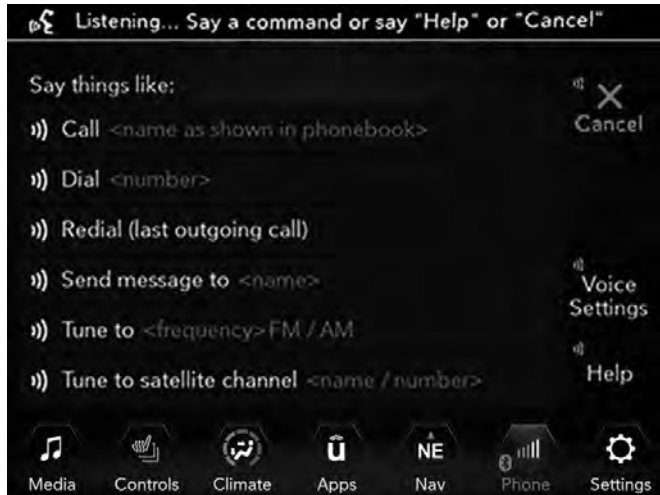 Listening... Say a command or say "Help" or "Cancel"
Say things like:
Call <name as shown in phonebook>
Cancel
Dial <number>
Redial (last outgoing call)
Send message to <name>
Voice
Settings
Tune to <frequency> FM / AM
Help
Tune to satellite channel <name / number>
û
NE
Media Controls Climate Apps Nav Phone Settings